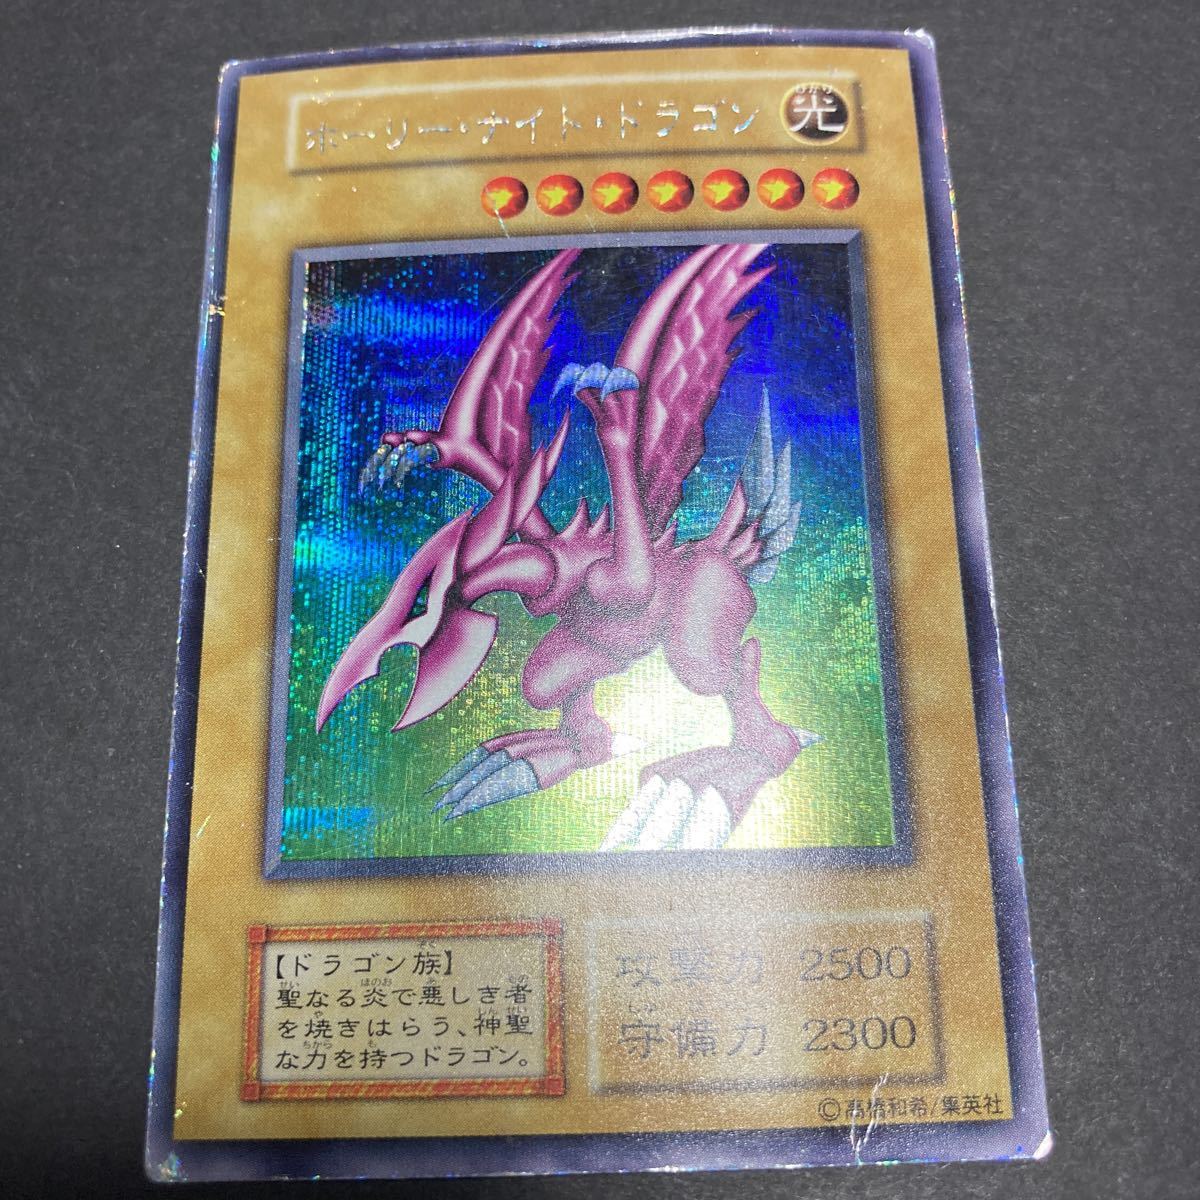 ホーリー・ナイト・ドラゴン
光
【ドラゴン族】
聖なる炎で悪しき者
を焼きはらう、神聖
な力を持つドラゴン。
攻撃力 2500
守備力 2300
©高橋和希/集英社